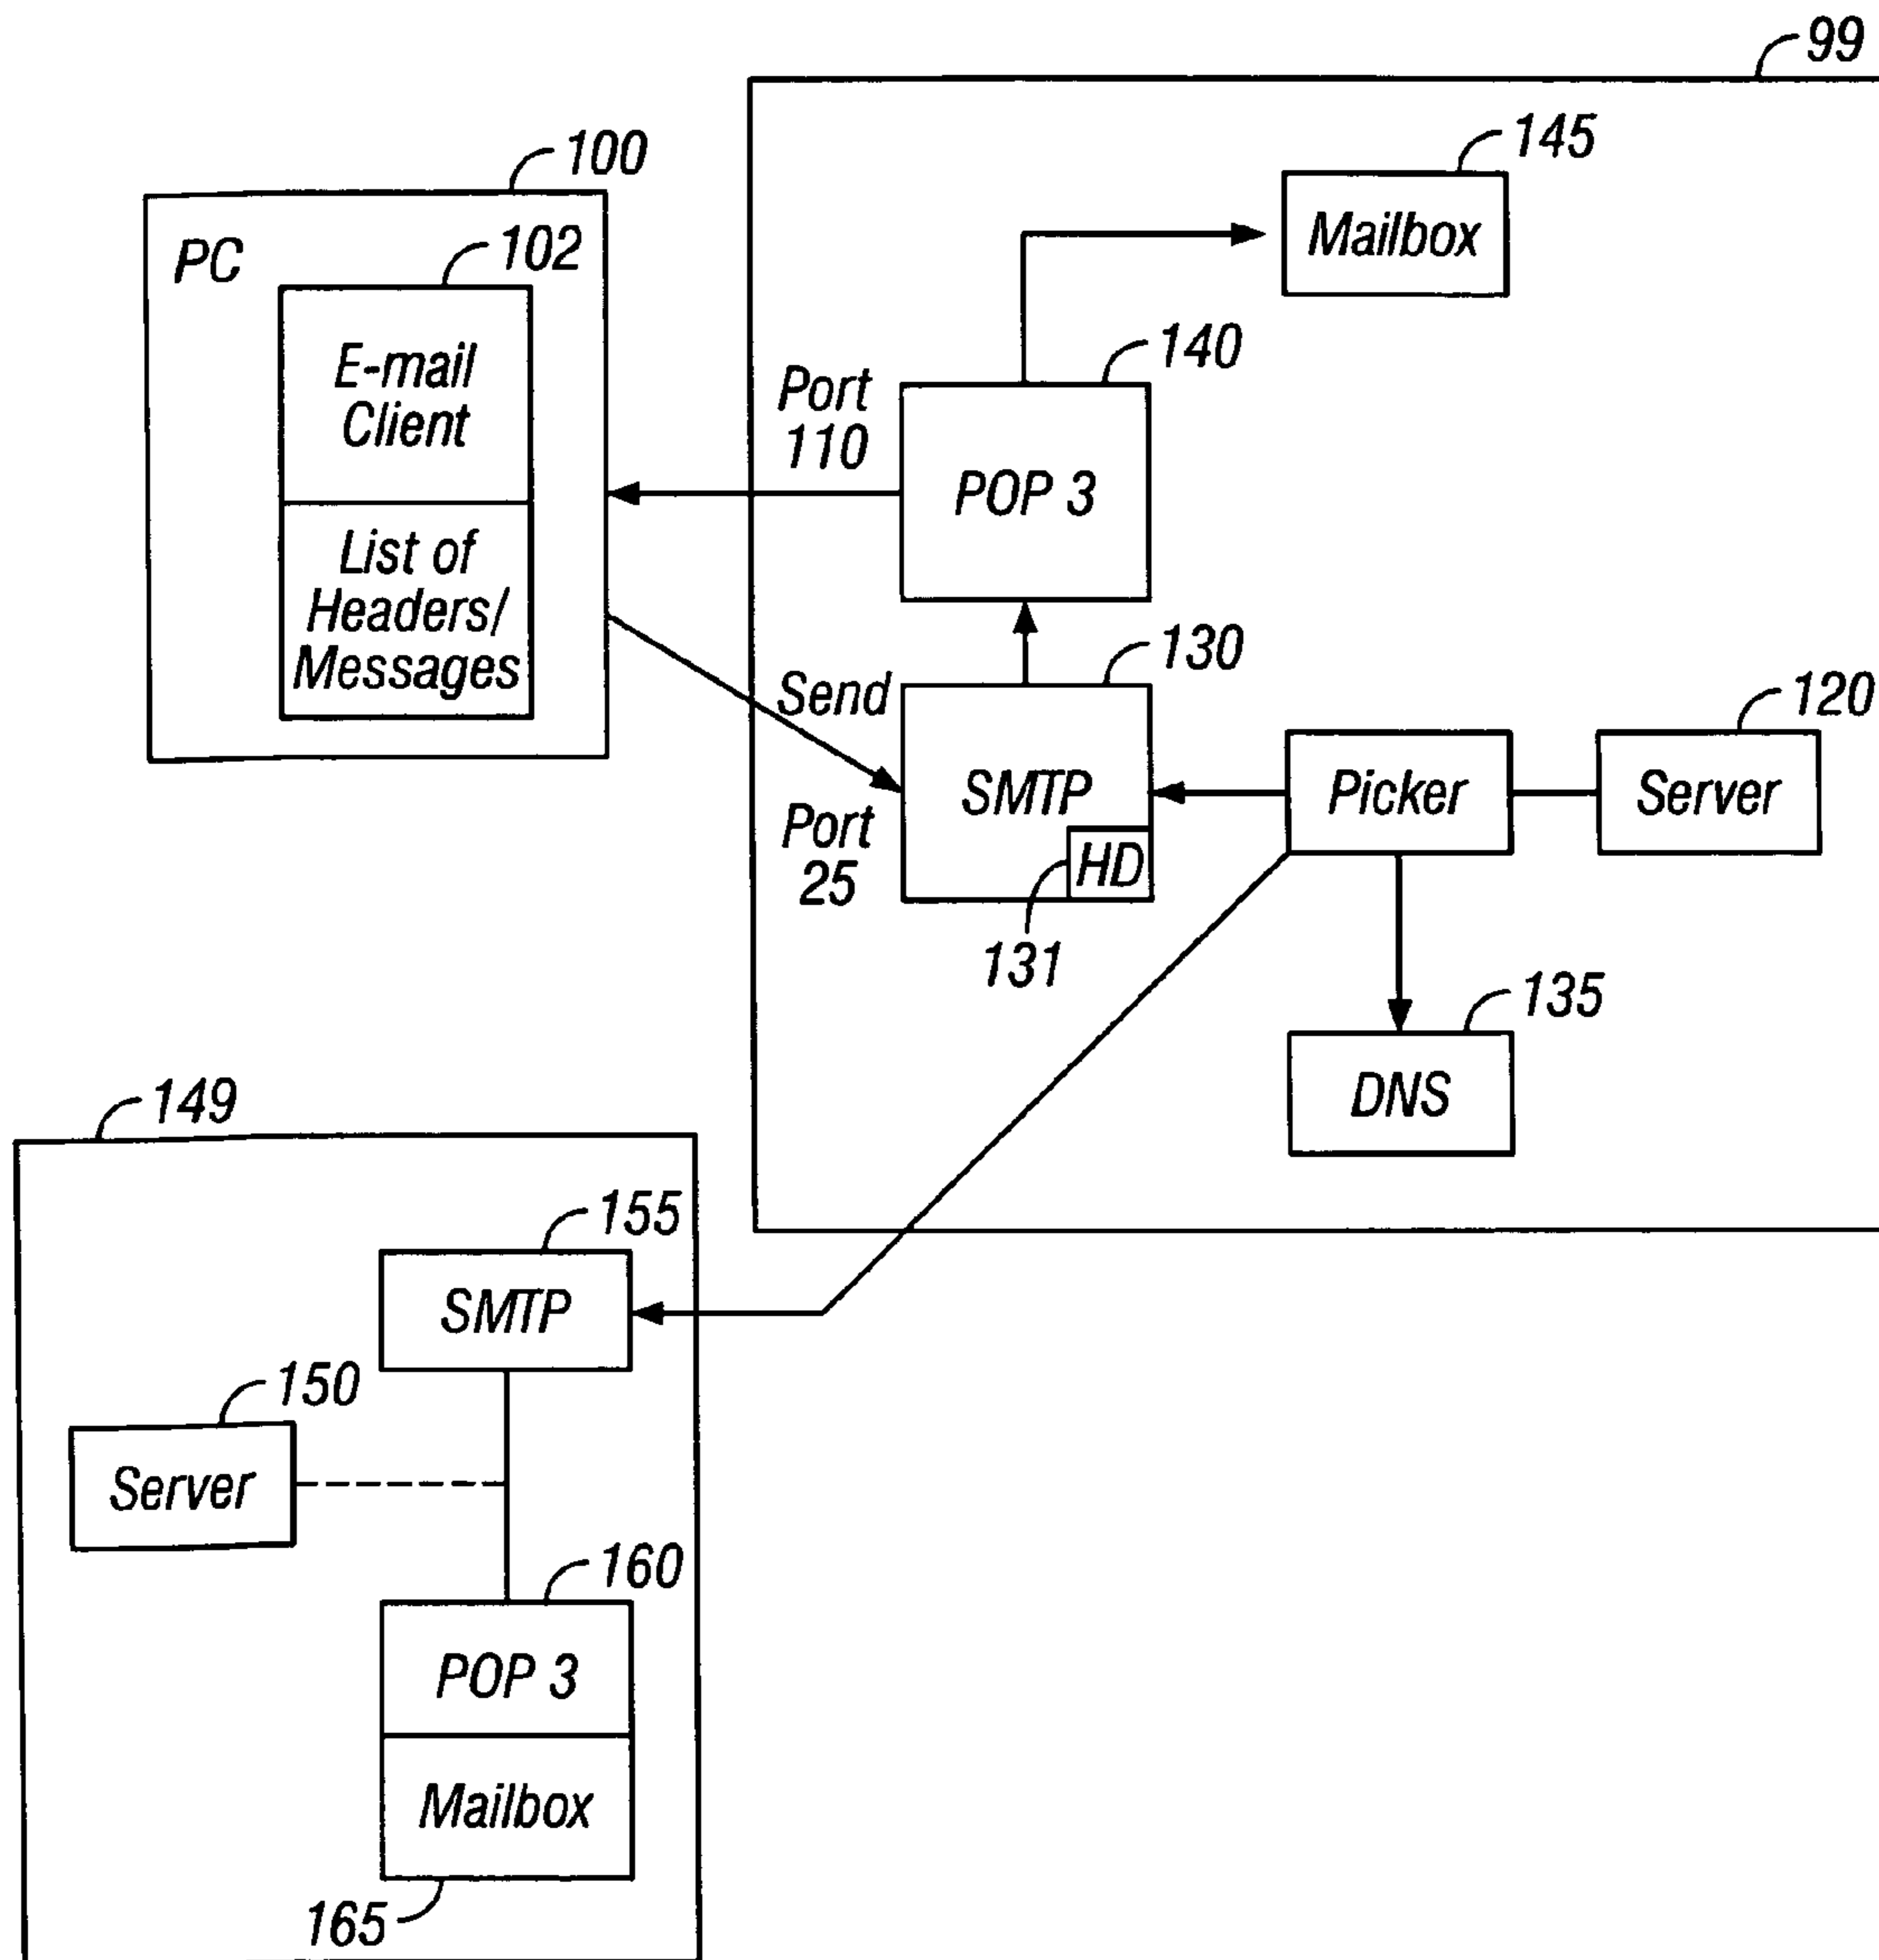 99
100
145
PC
102
Mailbox
E-mail
Client
140
Port
110
POP 3
List of
Headers/
Messages
130
Send
120
SMTP
Picker
Server
Port
25
HD
131
135
DNS
149
155
SMTP
150
Server
160
POP 3
Mailbox
165